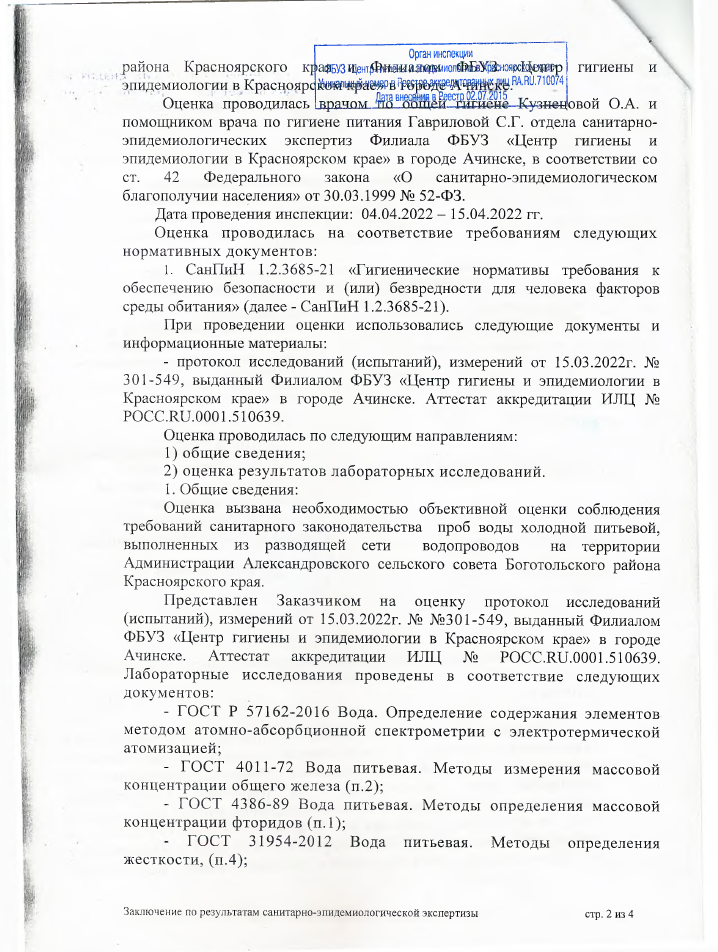 Орган инспекции
ФБУЗ «Центр гигиены и эпидемиологии в Красноярском крае»
Уникальный номер в Реестре аккредитованных лиц RA.RU.710074
Дата внесения в Реестр 02.07.2015
района Красноярского края и Филиалом ФБУЗ «Центр гигиены и
эпидемиологии в Красноярском крае» в городе Ачинске.
Оценка проводилась врачом по общей гигиене Кузнецовой О.А. и
помощником врача по гигиене питания Гавриловой С.Г. отдела санитарно-
эпидемиологических экспертиз Филиала ФБУЗ «Центр гигиены и
эпидемиологии в Красноярском крае» в городе Ачинске, в соответствии со
ст. 42 Федерального закона «О санитарно-эпидемиологическом
благополучии населения» от 30.03.1999 № 52-ФЗ.
Дата проведения инспекции: 04.04.2022 – 15.04.2022 гг.
Оценка проводилась на соответствие требованиям следующих
нормативных документов:
1. СанПиН 1.2.3685-21 «Гигиенические нормативы требования к
обеспечению безопасности и (или) безвредности для человека факторов
среды обитания» (далее - СанПиН 1.2.3685-21).
При проведении оценки использовались следующие документы и
информационные материалы:
- протокол исследований (испытаний), измерений от 15.03.2022г. №
301-549, выданный Филиалом ФБУЗ «Центр гигиены и эпидемиологии в
Красноярском крае» в городе Ачинске. Аттестат аккредитации ИЛЦ №
РОСС.RU.0001.510639.
Оценка проводилась по следующим направлениям:
1) общие сведения;
2) оценка результатов лабораторных исследований.
1. Общие сведения:
Оценка вызвана необходимостью объективной оценки соблюдения
требований санитарного законодательства проб воды холодной питьевой,
выполненных из разводящей сети водопроводов на территории
Администрации Александровского сельского совета Боготольского района
Красноярского края.
Представлен Заказчиком на оценку протокол исследований
(испытаний), измерений от 15.03.2022г. № №301-549, выданный Филиалом
ФБУЗ «Центр гигиены и эпидемиологии в Красноярском крае» в городе
Ачинске. Аттестат аккредитации ИЛЦ № РОСС.RU.0001.510639.
Лабораторные исследования проведены в соответствие следующих
документов:
- ГОСТ Р 57162-2016 Вода. Определение содержания элементов
методом атомно-абсорбционной спектрометрии с электротермической
атомизацией;
- ГОСТ 4011-72 Вода питьевая. Методы измерения массовой
концентрации общего железа (п.2);
- ГОСТ 4386-89 Вода питьевая. Методы определения массовой
концентрации фторидов (п.1);
- ГОСТ 31954-2012 Вода питьевая. Методы определения
жесткости, (п.4);
Заключение по результатам санитарно-эпидемиологической экспертизы стр. 2 из 4